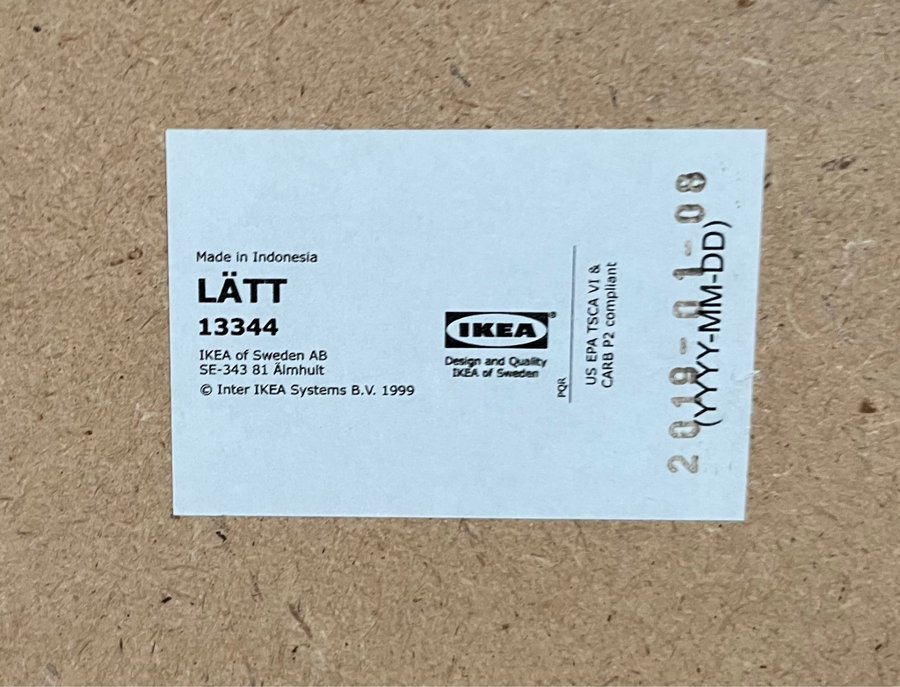 Made in Indonesia
LÄTT
13344
IKEA of Sweden AB
SE-343 81 Älmhult
© Inter IKEA Systems B.V. 1999
IKEA®
Design and Quality
IKEA of Sweden
PQR
US EPA TSCA VI &
CARB P2 compliant
2019-01-08
(YYYY-MM-DD)